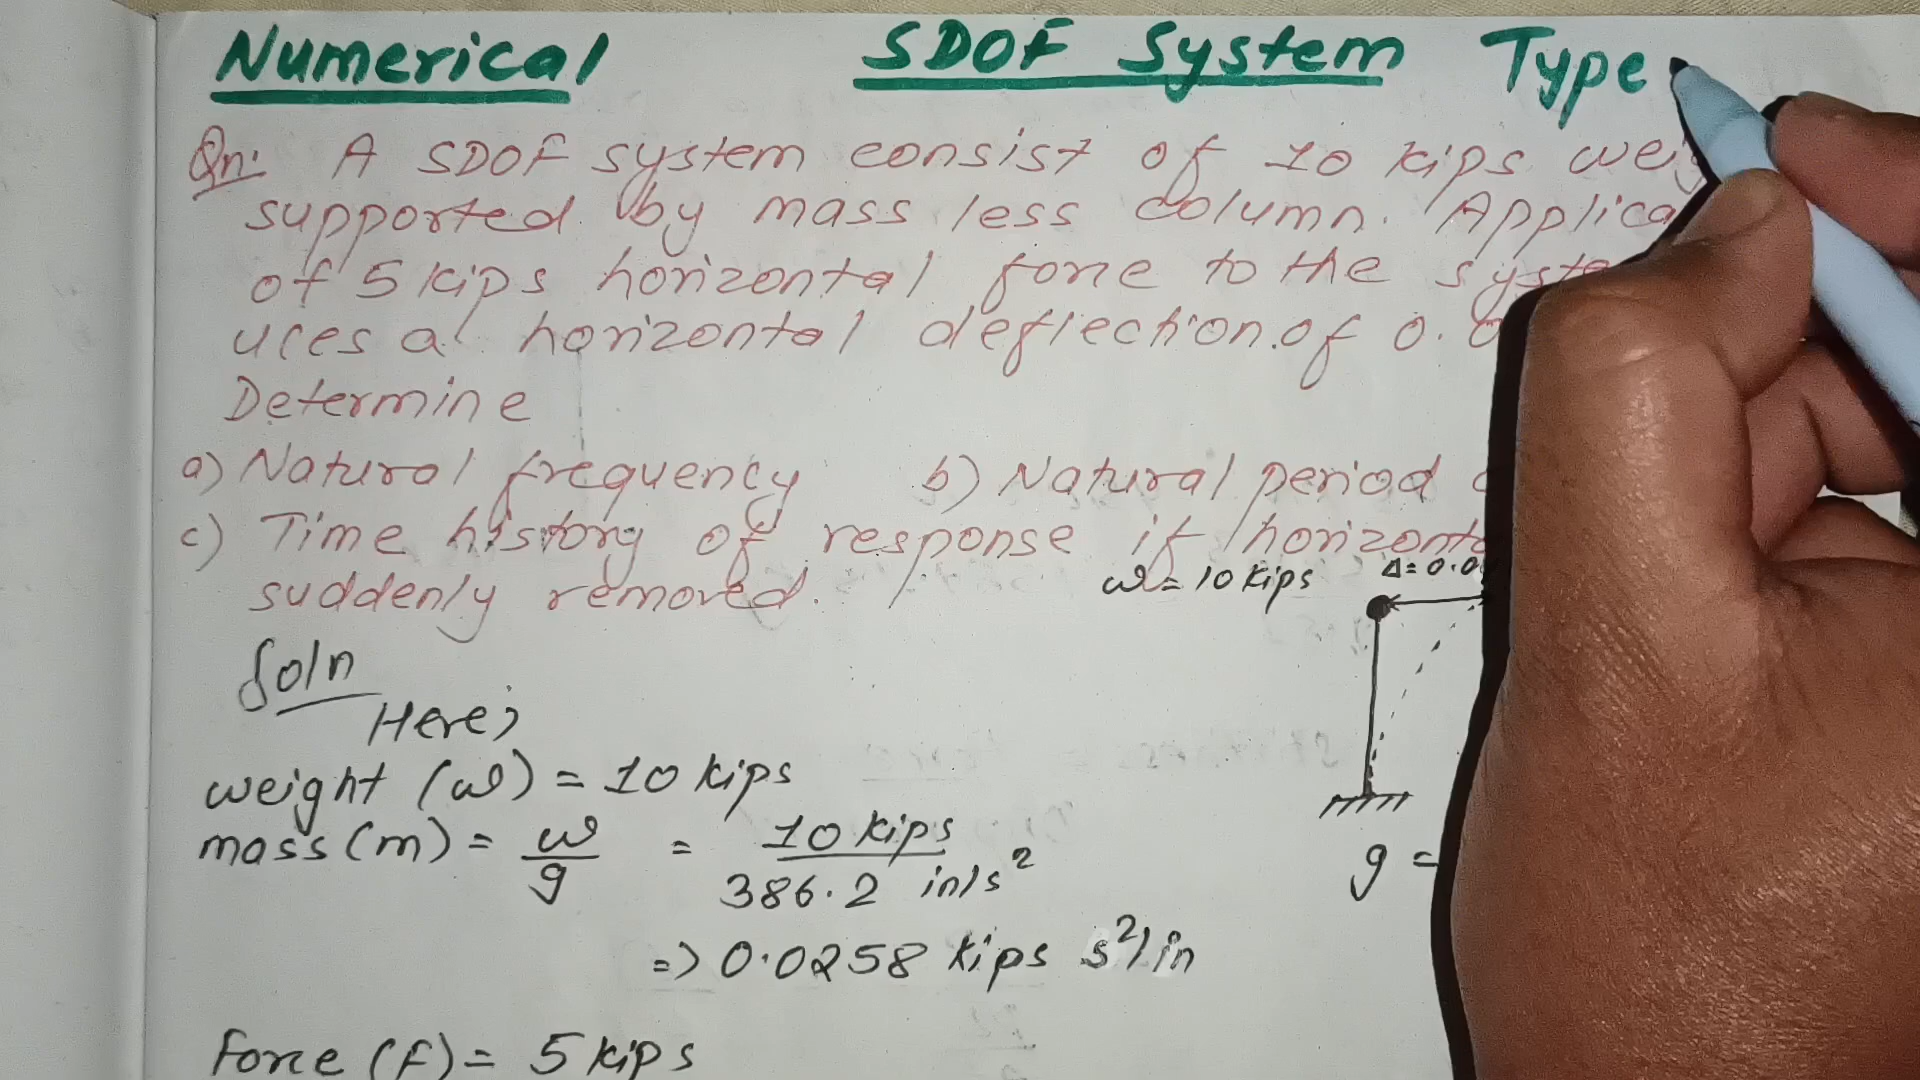 Numerical SDOF System Type
Qn: A SDOF system consist of 10 kips
supported by mass less column.
of 5 kips horizontal force to the
uces a horizontal deflection of
Determine
a) Natural frequency b) Natural period
c) Time history of response if
suddenly removed.
w = 10 kips
Soln
Here,
weight (w) = 10 kips
mass (m) = w/g = 10 kips / 386.2 in/s²
g =
=> 0.0258 kips s²/in
Force (F) = 5 kips